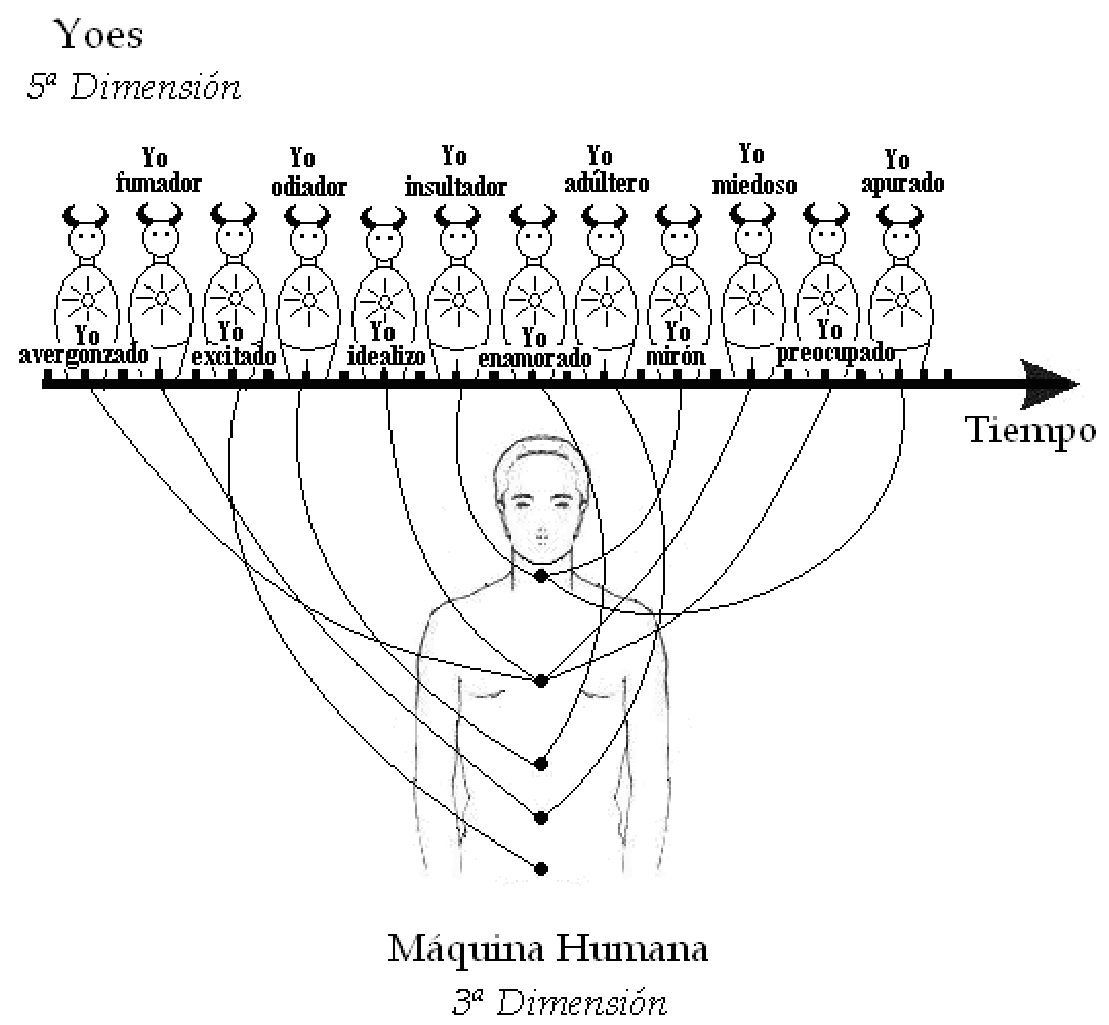 Yoes
5ª Dimensión
Yo
fumador
Yo
odiador
Yo
insultador
Yo
adúltero
Yo
miedoso
Yo
apurado
Yo
avergonzado
Yo
excitado
Yo
idealizo
Yo
enamorado
Yo
mirón
Yo
preocupado
Tiempo
Máquina Humana
3ª Dimensión